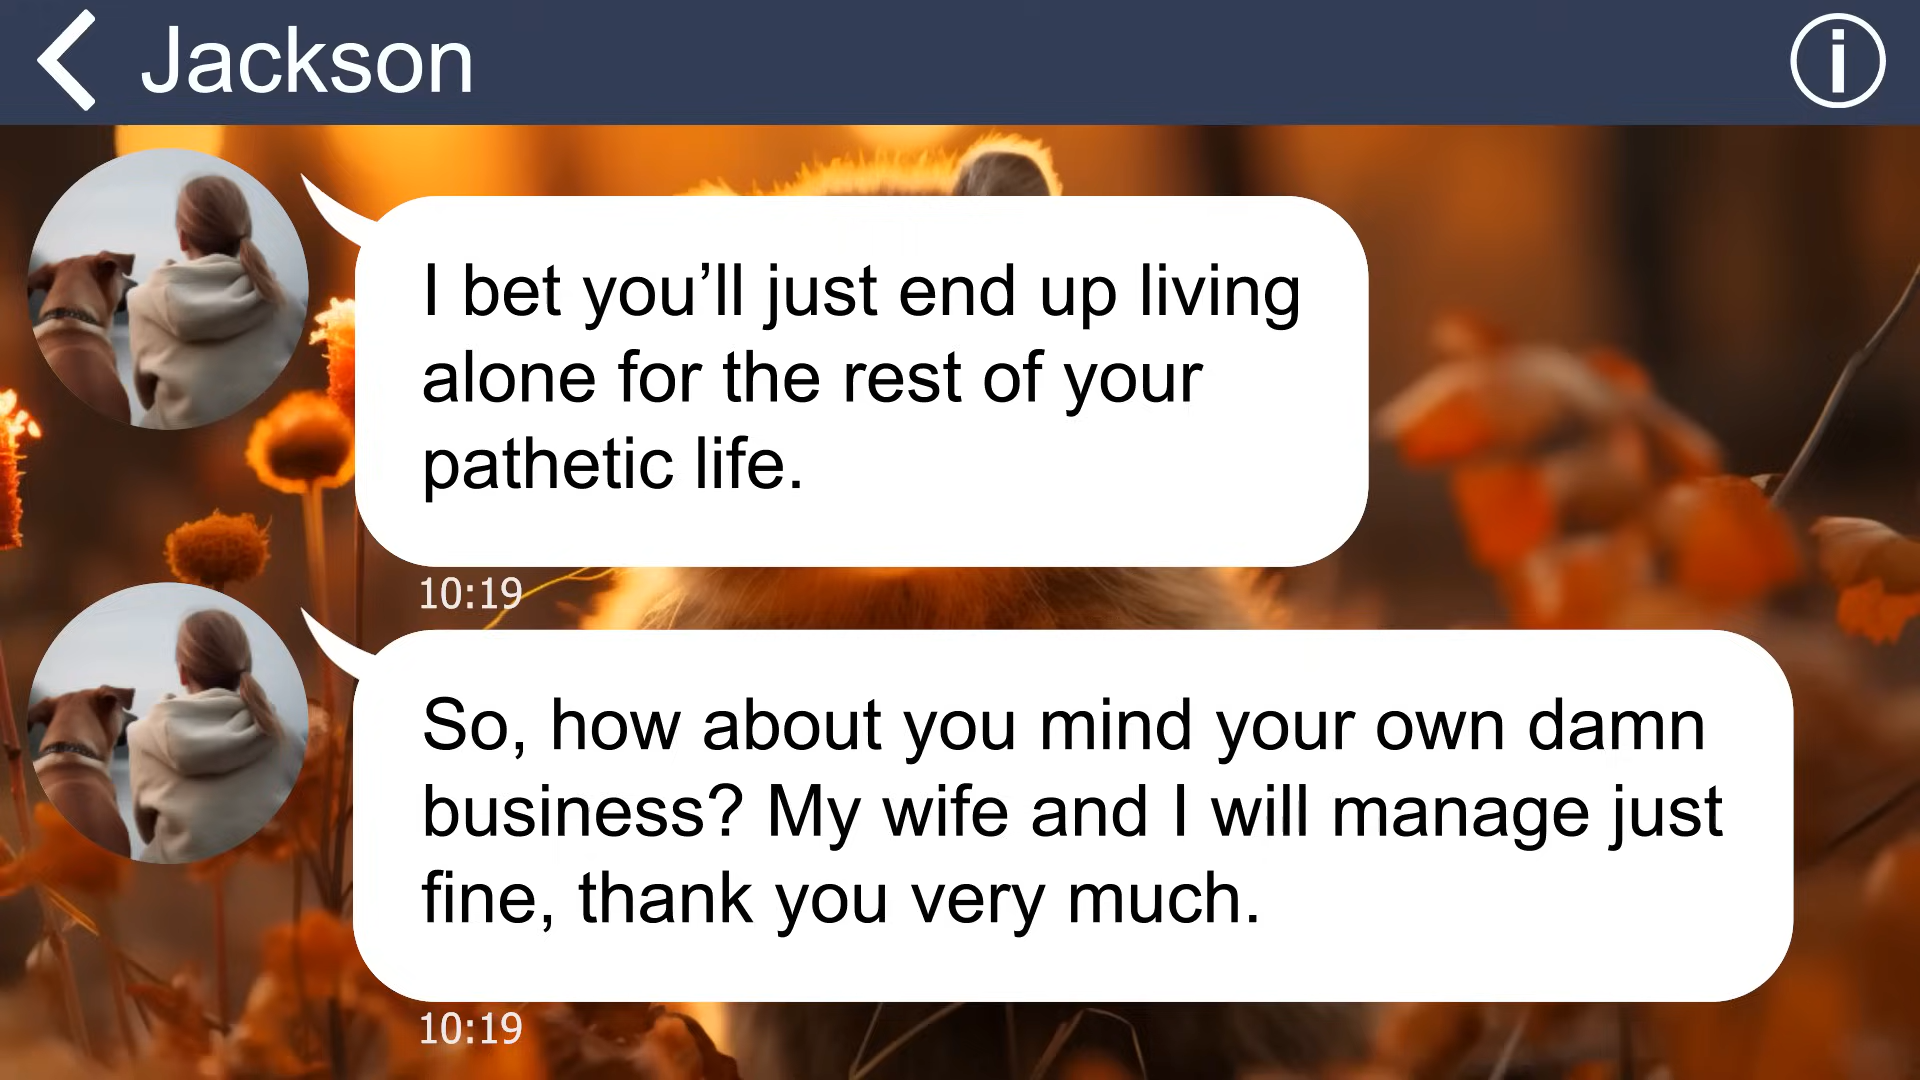 Jackson
I bet you’ll just end up living
alone for the rest of your
pathetic life.
10:19
So, how about you mind your own damn
business? My wife and I will manage just
fine, thank you very much.
10:19